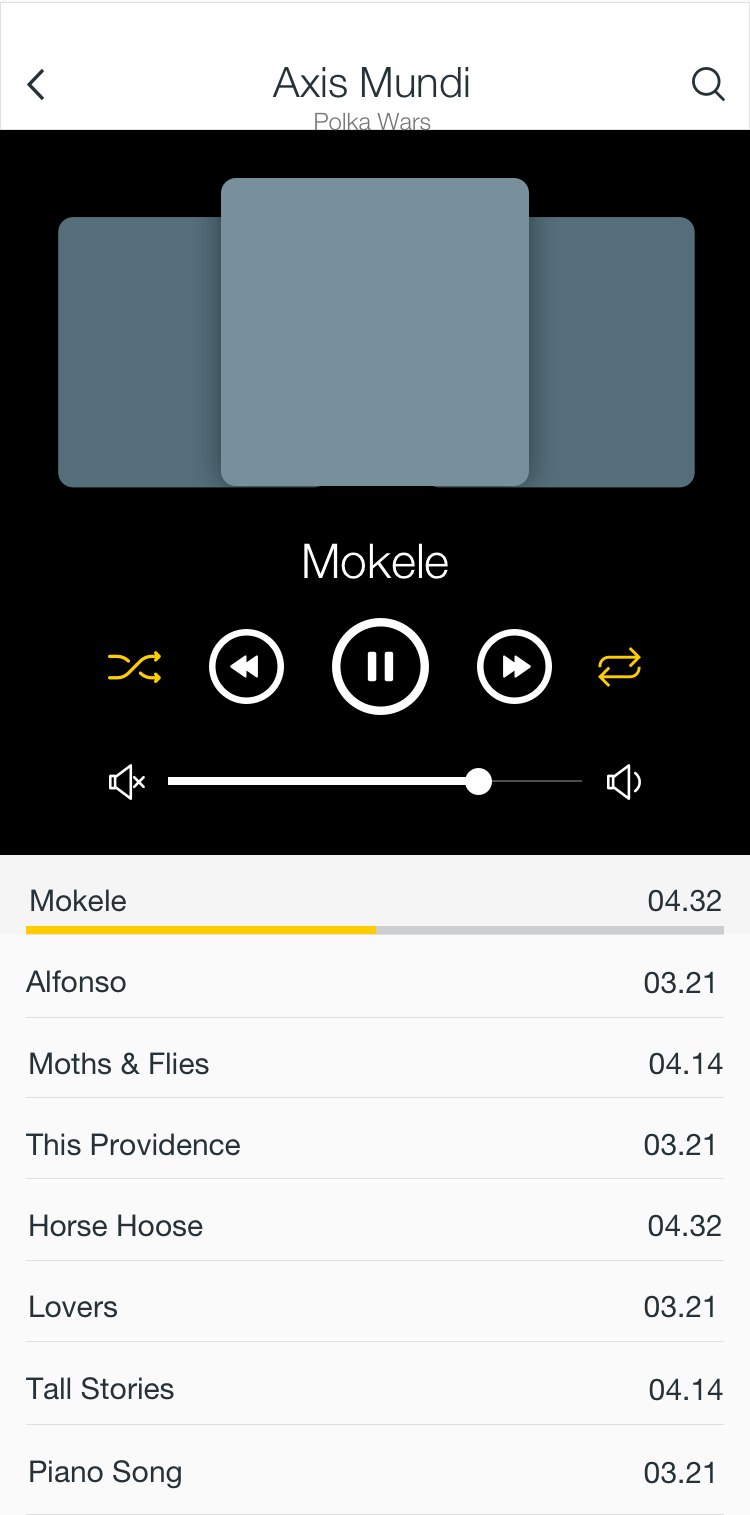 Axis Mundi
Polka Wars
Mokele
Mokele 04.32
Alfonso 03.21
Moths & Flies 04.14
This Providence 03.21
Horse Hoose 04.32
Lovers 03.21
Tall Stories 04.14
Piano Song 03.21